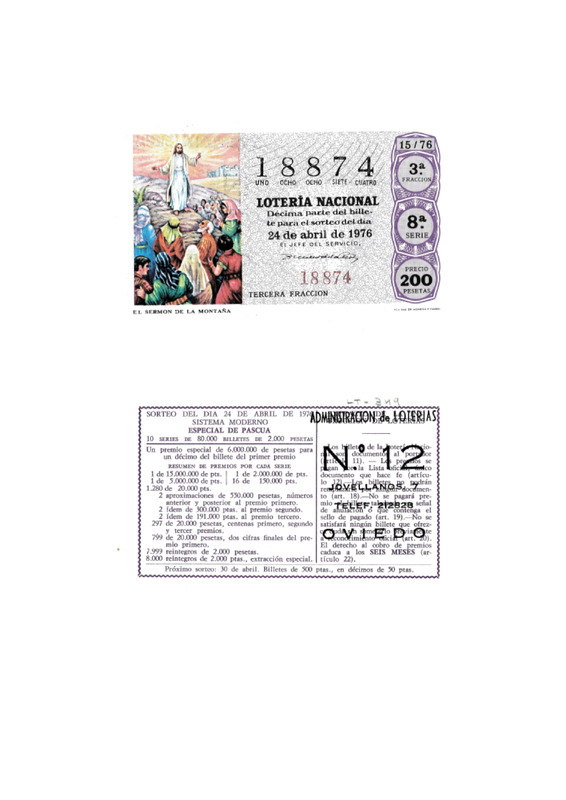 18874
UNO OCHO OCHO SIETE CUATRO
LOTERÍA NACIONAL
Décima parte del bille-
te para el sorteo del día
24 de abril de 1976
EL JEFE DEL SERVICIO,
18874
TERCERA FRACCION
15/76
3ª
FRACCION
8ª
SERIE
PRECIO
200
PESETAS
EL SERMON DE LA MONTAÑA
SORTEO DEL DIA 24 DE ABRIL DE 1976
SISTEMA MODERNO
ESPECIAL DE PASCUA
10 SERIES DE 80.000 BILLETES DE 2.000 PESETAS
Un premio especial de 6.000.000 de pesetas para
un décimo del billete del primer premio
RESUMEN DE PREMIOS POR CADA SERIE
1 de 15.000.000 de pts. 1 de 2.000.000 de pts.
1 de 5.000.000 de pts. 16 de 150.000 pts.
1.280 de 20.000 pts.
2 aproximaciones de 550.000 pesetas, números
anterior y posterior al primero.
2 ídem de 300.000 ptas. al premio segundo.
2 ídem de 191.000 ptas. al premio tercero.
297 de 20.000 pesetas, centenas primero, segundo
y tercer premios.
799 de 20.000 pesetas, dos cifras finales del pre-
mio primero.
7.999 reintegros de 2.000 pesetas.
8.000 reintegros de 2.000 ptas., extracción especial.
ADMINISTRACION de LOTERIAS
N.º 12
JOVELLANOS, 7
TELEF. 212928
OVIEDO
El derecho al cobro de premios
caduca a los SEIS MESES (ar-
tículo 22).
Próximo sorteo: 30 de abril. Billetes de 500 ptas., en décimos de 50 ptas.